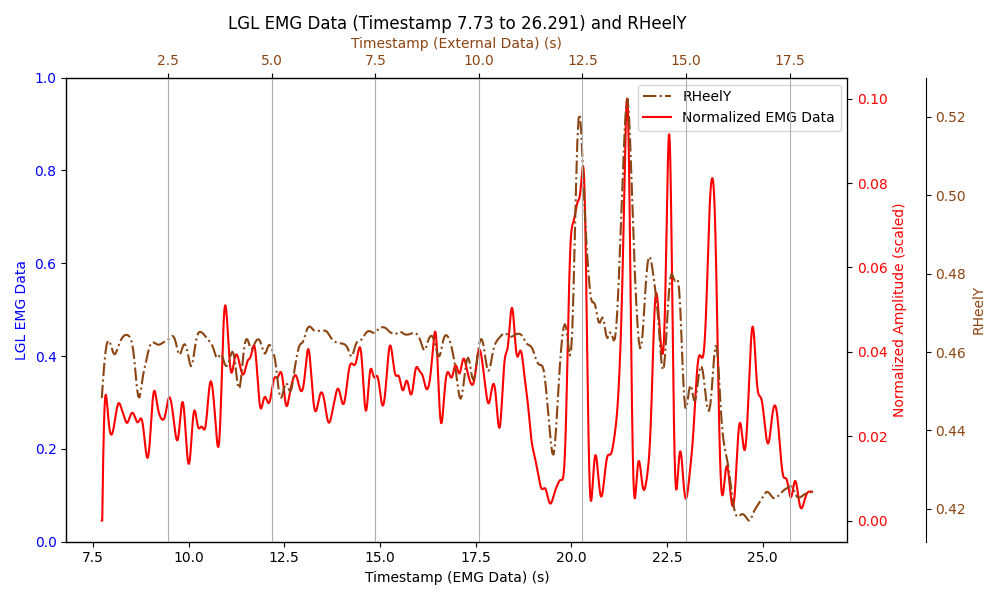 LGL EMG Data (Timestamp 7.73 to 26.291) and RHeelY
Timestamp (External Data) (s)
2.5 5.0 7.5 10.0 12.5 15.0 17.5
RHeelY
Normalized EMG Data
LGL EMG Data
1.0
0.8
0.6
0.4
0.2
0.0
Normalized Amplitude (scaled)
0.10
0.08
0.06
0.04
0.02
0.00
RHeelY
0.52
0.50
0.48
0.46
0.44
0.42
7.5 10.0 12.5 15.0 17.5 20.0 22.5 25.0
Timestamp (EMG Data) (s)